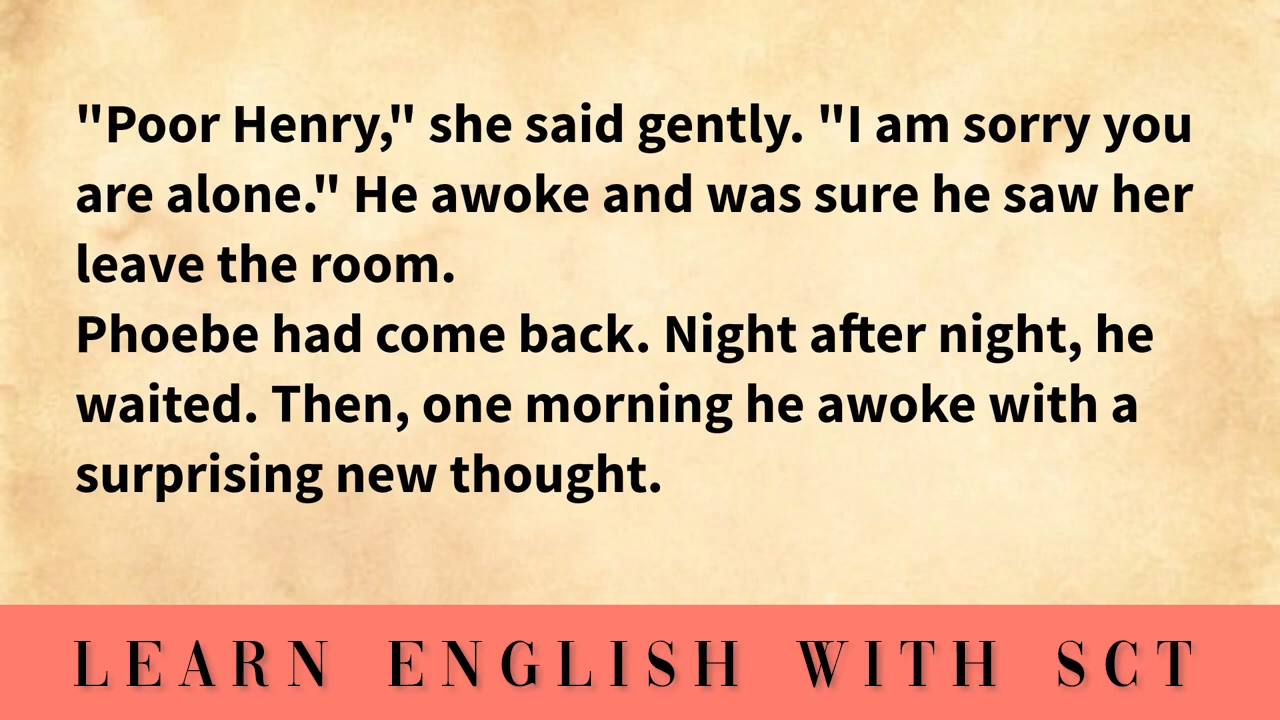 "Poor Henry," she said gently. "I am sorry you
are alone." He awoke and was sure he saw her
leave the room.
Phoebe had come back. Night after night, he
waited. Then, one morning he awoke with a
surprising new thought.
LEARN ENGLISH WITH SCT